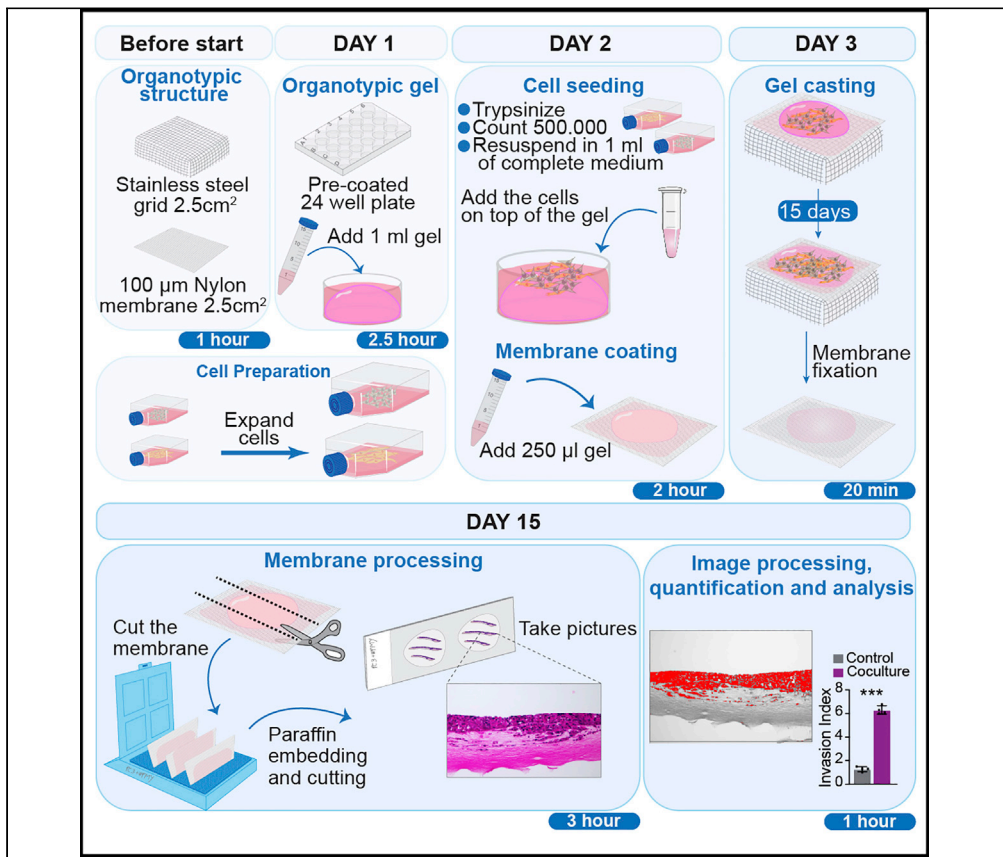 Before start
DAY 1
DAY 2
DAY 3
Organotypic
structure
Stainless steel
grid 2.5cm²
100 µm Nylon
membrane 2.5cm²
1 hour
Organotypic gel
Pre-coated
24 well plate
Add 1 ml gel
2.5 hour
Cell Preparation
Expand
cells
Cell seeding
Trypsinize
Count 500.000
Resuspend in 1 ml
of complete medium
Add the cells
on top of the gel
Membrane coating
Add 250 µl gel
2 hour
Gel casting
15 days
Membrane
fixation
20 min
DAY 15
Membrane processing
Cut the
membrane
Paraffin
embedding
and cutting
Take pictures
3 hour
Image processing,
quantification and analysis
Control
Coculture
Invasion Index
8
6
4
2
0
***
1 hour